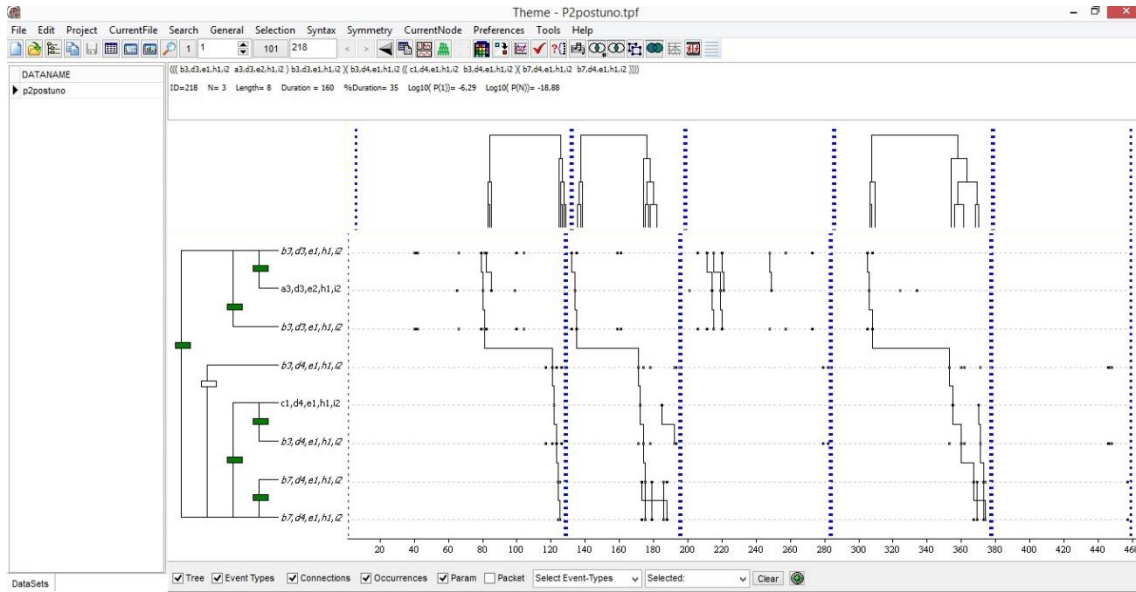 Theme - P2postuno.tpf
File Edit Project CurrentFile Search General Selection Syntax Symmetry CurrentNode Preferences Tools Help
1 1 101 218 < >
DATANAME
p2postuno
((( b3,d3,e1,h1,i2 a3,d3,e2,h1,i2 ) b3,d3,e1,h1,i2 )( b3,d4,e1,h1,i2 (( c1,d4,e1,h1,i2 b3,d4,e1,h1,i2 )( b7,d4,e1,h1,i2 b7,d4,e1,h1,i2 ))))
ID=218 N= 3 Length= 8 Duration = 160 %Duration= 35 Log10( P(1))= -6,29 Log10( P(N))= -18,88
b3,d3,e1,h1,i2
a3,d3,e2,h1,i2
b3,d3,e1,h1,i2
b3,d4,e1,h1,i2
c1,d4,e1,h1,i2
b3,d4,e1,h1,i2
b7,d4,e1,h1,i2
b7,d4,e1,h1,i2
20 40 60 80 100 120 140 160 180 200 220 240 260 280 300 320 340 360 380 400 420 440 460
DataSets
Tree Event Types Connections Occurrences Param Packet Select Event-Types Selected: Clear